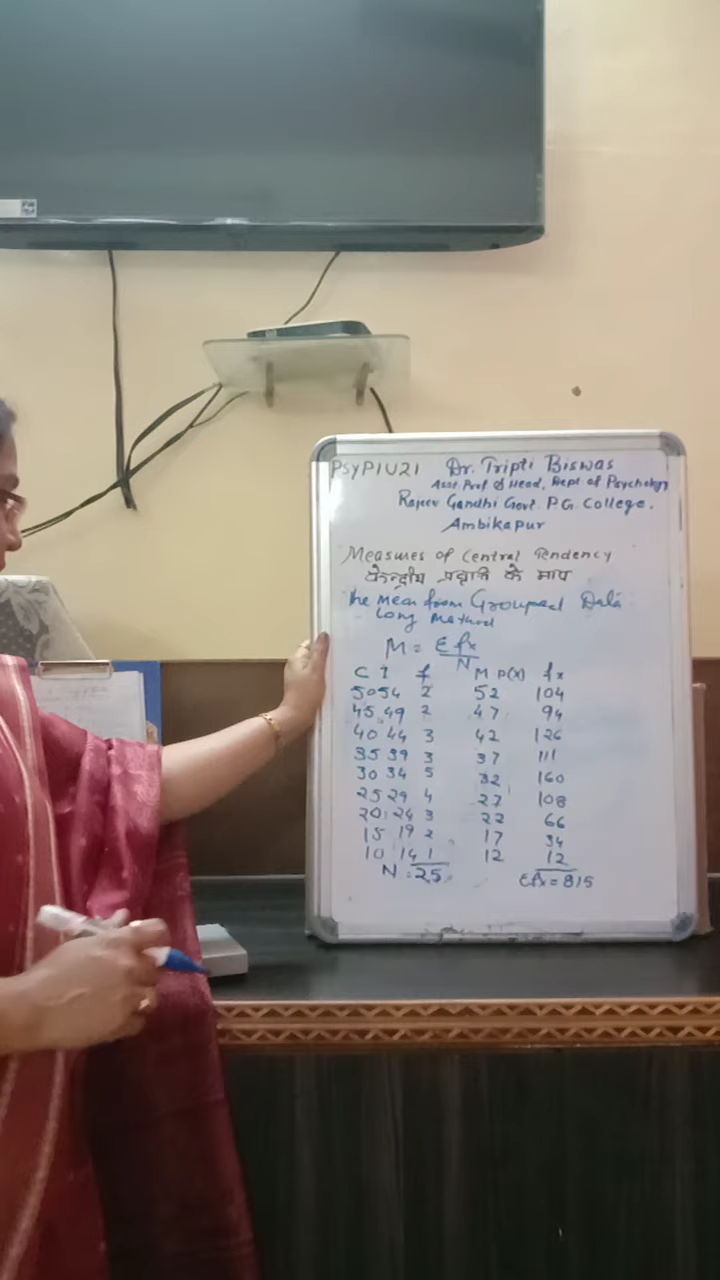 PSYP1U21 Dr. Tripti Biswas
Asst. Prof & Head, Dept of Psychology
Rajeev Gandhi Govt. P.G. College,
Ambikapur
Measures of Central Tendency
केन्द्रीय प्रवृत्ति के माप
The Mean from Grouped Data
Long Method
M = Σfx/N
C I f M P(X) fx
50 54 2 52 104
45 49 2 47 94
40 44 3 42 126
35 39 3 37 111
30 34 5 32 160
25 29 4 27 108
20 24 3 22 66
15 19 2 17 34
10 14 1 12 12
N = 25 Σfx = 815